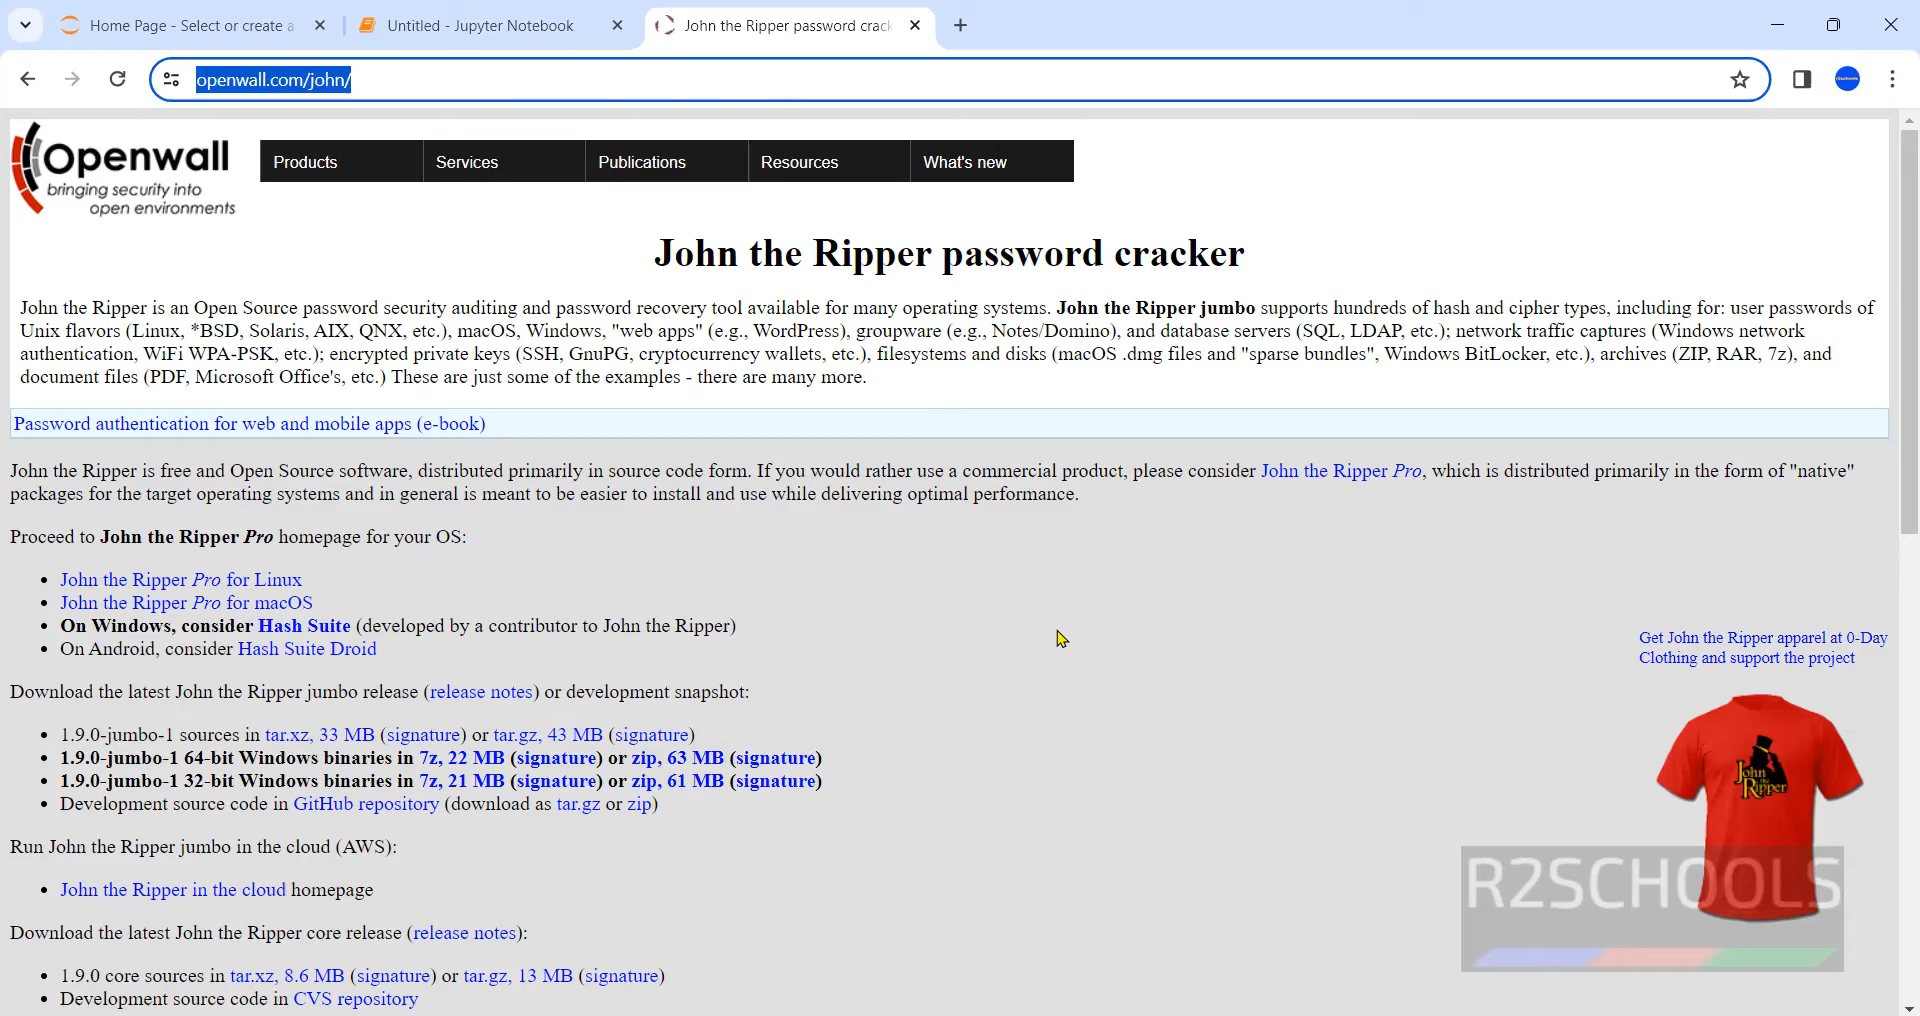 Home Page - Select or create a
Untitled - Jupyter Notebook
John the Ripper password crack
openwall.com/john/
Openwall
bringing security into
open environments
Products
Services
Publications
Resources
What's new
John the Ripper password cracker
John the Ripper is an Open Source password security auditing and password recovery tool available for many operating systems. John the Ripper jumbo supports hundreds of hash and cipher types, including for: user passwords of
Unix flavors (Linux, *BSD, Solaris, AIX, QNX, etc.), macOS, Windows, "web apps" (e.g., WordPress), groupware (e.g., Notes/Domino), and database servers (SQL, LDAP, etc.); network traffic captures (Windows network
authentication, WiFi WPA-PSK, etc.); encrypted private keys (SSH, GnuPG, cryptocurrency wallets, etc.), filesystems and disks (macOS .dmg files and "sparse bundles", Windows BitLocker, etc.), archives (ZIP, RAR, 7z), and
document files (PDF, Microsoft Office's, etc.) These are just some of the examples - there are many more.
Password authentication for web and mobile apps (e-book)
John the Ripper is free and Open Source software, distributed primarily in source code form. If you would rather use a commercial product, please consider John the Ripper Pro, which is distributed primarily in the form of "native"
packages for the target operating systems and in general is meant to be easier to install and use while delivering optimal performance.
Proceed to John the Ripper Pro homepage for your OS:
• John the Ripper Pro for Linux
• John the Ripper Pro for macOS
• On Windows, consider Hash Suite (developed by a contributor to John the Ripper)
• On Android, consider Hash Suite Droid
Get John the Ripper apparel at 0-Day
Clothing and support the project
Download the latest John the Ripper jumbo release (release notes) or development snapshot:
• 1.9.0-jumbo-1 sources in tar.xz, 33 MB (signature) or tar.gz, 43 MB (signature)
• 1.9.0-jumbo-1 64-bit Windows binaries in 7z, 22 MB (signature) or zip, 63 MB (signature)
• 1.9.0-jumbo-1 32-bit Windows binaries in 7z, 21 MB (signature) or zip, 61 MB (signature)
• Development source code in GitHub repository (download as tar.gz or zip)
John
the
Ripper
Run John the Ripper jumbo in the cloud (AWS):
• John the Ripper in the cloud homepage
R2SCHOOLS
Download the latest John the Ripper core release (release notes):
• 1.9.0 core sources in tar.xz, 8.6 MB (signature) or tar.gz, 13 MB (signature)
• Development source code in CVS repository